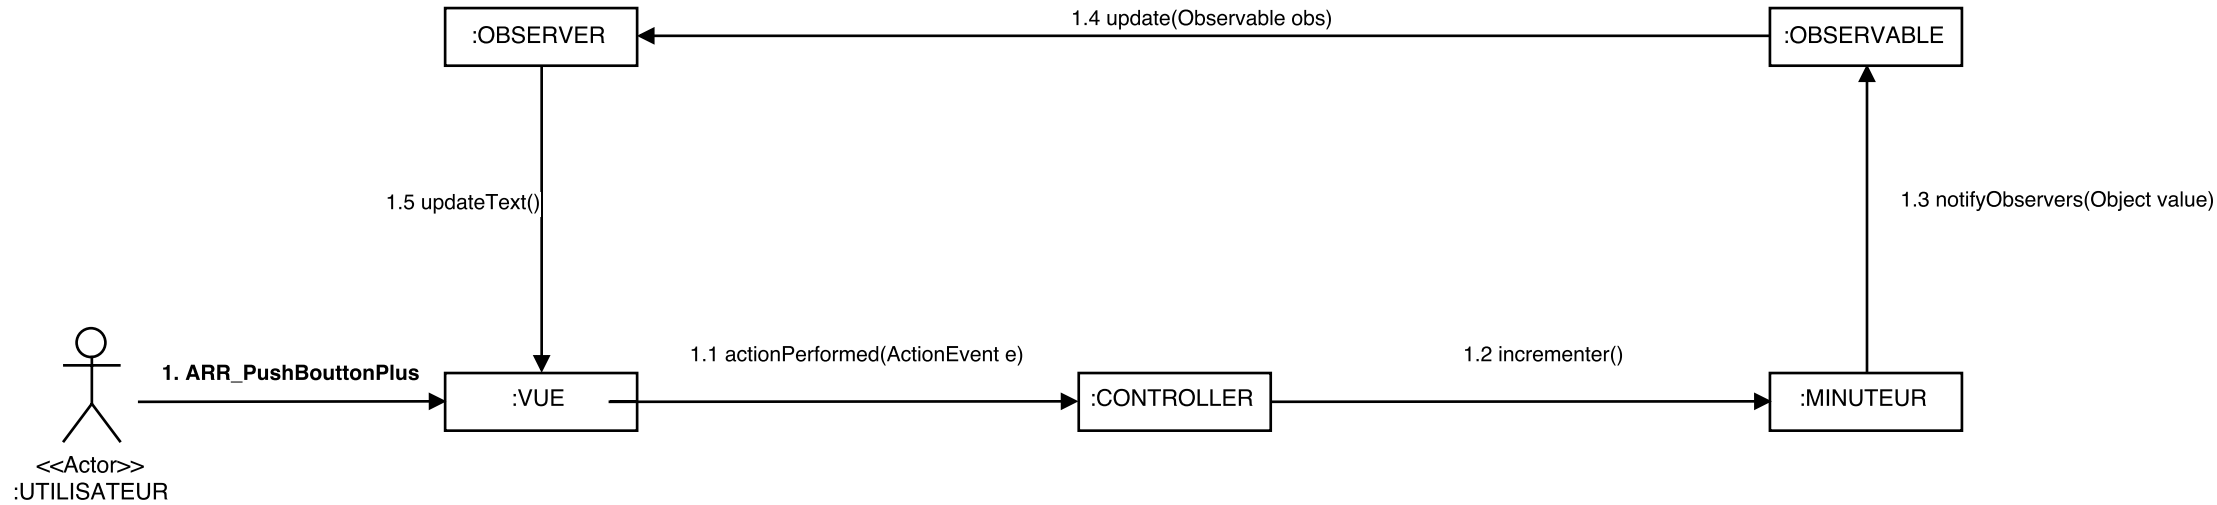 1.4 update(Observable obs)
:OBSERVER
:OBSERVABLE
1.5 updateText()
1.3 notifyObservers(Object value)
1. ARR_PushBouttonPlus
1.1 actionPerformed(ActionEvent e)
1.2 incrementer()
:VUE
:CONTROLLER
:MINUTEUR
<<Actor>>
:UTILISATEUR